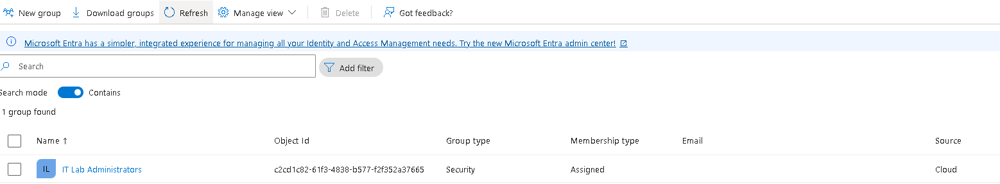 New group Download groups Refresh Manage view Delete Got feedback?
Microsoft Entra has a simpler, integrated experience for managing all your Identity and Access Management needs. Try the new Microsoft Entra admin center!
Search Add filter
Search mode Contains
1 group found
Name ↑ Object Id Group type Membership type Email Source
IL IT Lab Administrators c2cd1c82-61f3-4838-b577-f2f352a37665 Security Assigned Cloud